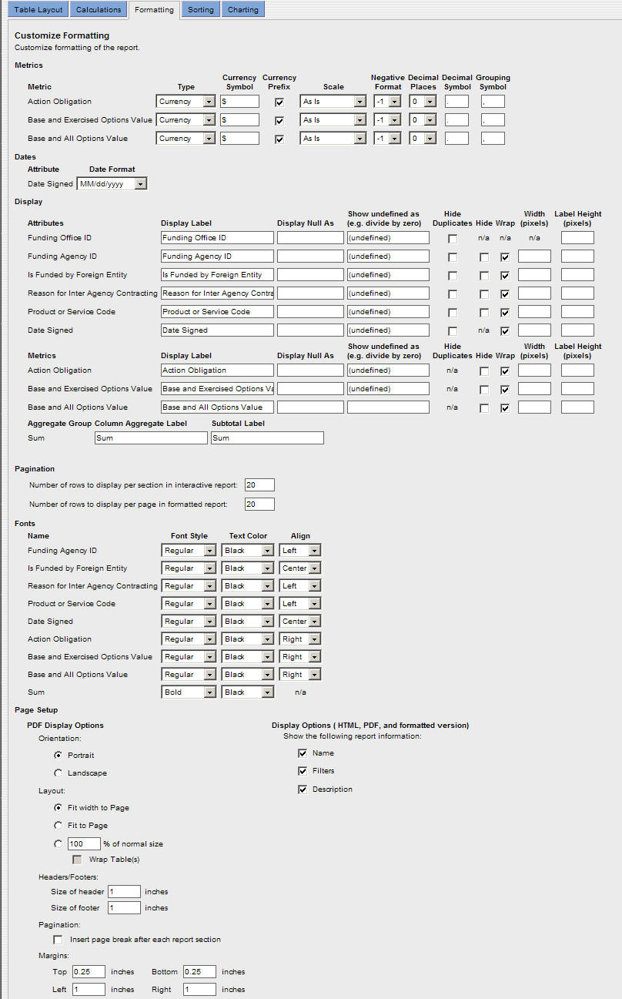 Table Layout Calculations Formatting Sorting Charting
Customize Formatting
Customize formatting of the report.
Metrics
Metric Type Currency Symbol Currency Prefix Scale Negative Format Decimal Places Decimal Symbol Grouping Symbol
Action Obligation Currency $ As Is -1 0 . ,
Base and Exercised Options Value Currency $ As Is -1 0 . ,
Base and All Options Value Currency $ As Is -1 0 . ,
Dates
Attribute Date Format
Date Signed MM/dd/yyyy
Display
Attributes Display Label Display Null As Show undefined as (e.g. divide by zero) Hide Duplicates Hide Wrap Width (pixels) Label Height (pixels)
Funding Office ID Funding Office ID (undefined) n/a n/a n/a
Funding Agency ID Funding Agency ID (undefined)
Is Funded by Foreign Entity Is Funded by Foreign Entity (undefined)
Reason for Inter Agency Contracting Reason for Inter Agency Contra (undefined)
Product or Service Code Product or Service Code (undefined)
Date Signed Date Signed (undefined) n/a
Metrics Display Label Display Null As Show undefined as (e.g. divide by zero) Hide Duplicates Hide Wrap Width (pixels) Label Height (pixels)
Action Obligation Action Obligation (undefined) n/a
Base and Exercised Options Value Base and Exercised Options Va (undefined) n/a
Base and All Options Value Base and All Options Value n/a
Aggregate Group Column Aggregate Label Subtotal Label
Sum Sum Sum
Pagination
Number of rows to display per section in interactive report: 20
Number of rows to display per page in formatted report: 20
Fonts
Name Font Style Text Color Align
Funding Agency ID Regular Black Left
Is Funded by Foreign Entity Regular Black Center
Reason for Inter Agency Contracting Regular Black Left
Product or Service Code Regular Black Left
Date Signed Regular Black Center
Action Obligation Regular Black Right
Base and Exercised Options Value Regular Black Right
Base and All Options Value Regular Black Right
Sum Bold Black n/a
Page Setup
PDF Display Options Display Options ( HTML, PDF, and formatted version)
Orientation: Show the following report information:
Portrait Name
Landscape Filters
Layout: Description
Fit width to Page
Fit to Page
100 % of normal size
Wrap Table(s)
Headers/Footers:
Size of header 1 inches
Size of footer 1 inches
Pagination:
Insert page break after each report section
Margins:
Top 0.25 inches Bottom 0.25 inches
Left 1 inches Right 1 inches